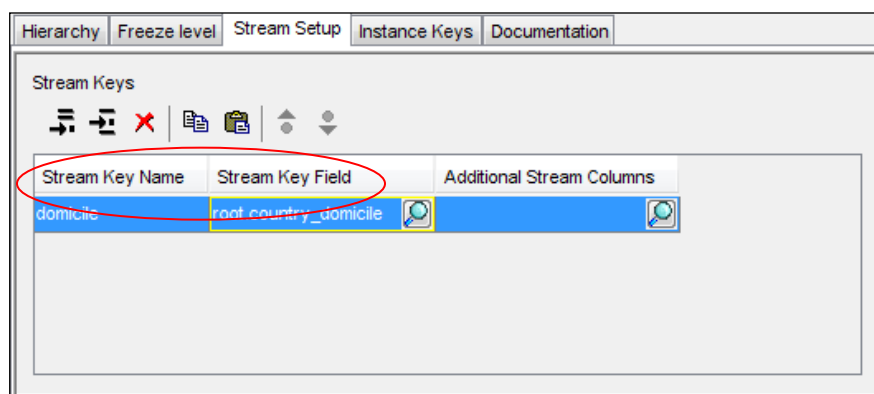 Hierarchy Freeze level Stream Setup Instance Keys Documentation
Stream Keys
Stream Key Name Stream Key Field Additional Stream Columns
domicile root.country_domicile